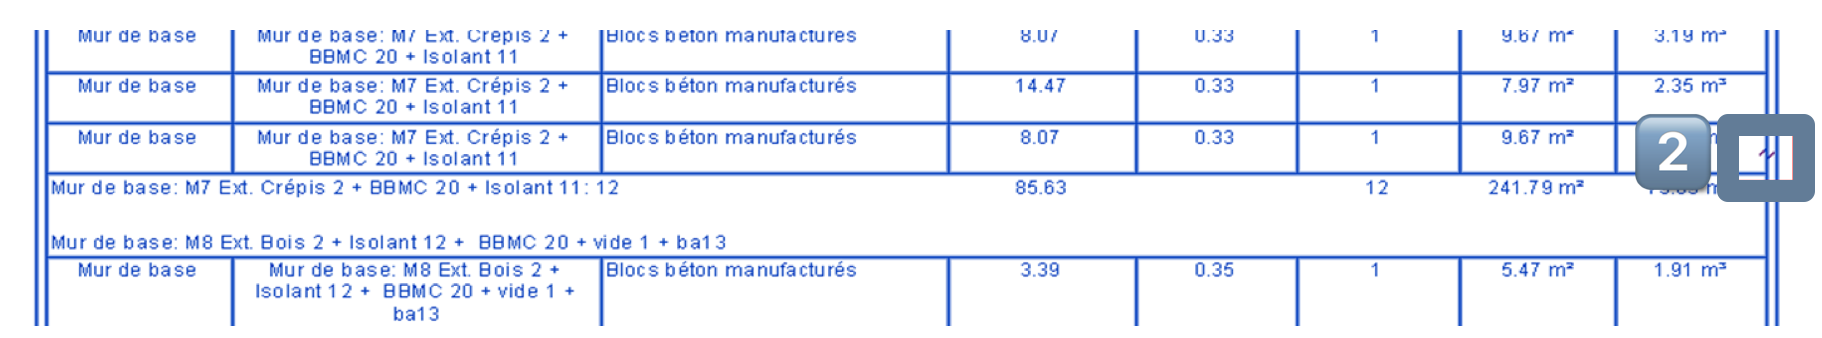 Mur de base Mur de base: M7 Ext. Crépis 2 + Blocs béton manufacturés 8.07 0.33 1 9.67 m² 3.19 m³
BBMC 20 + Isolant 11
Mur de base Mur de base: M7 Ext. Crépis 2 + Blocs béton manufacturés 14.47 0.33 1 7.97 m² 2.35 m³
BBMC 20 + Isolant 11
Mur de base Mur de base: M7 Ext. Crépis 2 + Blocs béton manufacturés 8.07 0.33 1 9.67 m²
BBMC 20 + Isolant 11
2
Mur de base: M7 Ext. Crépis 2 + BBMC 20 + Isolant 11: 12 85.63 12 241.79 m²
Mur de base: M8 Ext. Bois 2 + Isolant 12 + BBMC 20 + vide 1 + ba13
Mur de base Mur de base: M8 Ext. Bois 2 + Blocs béton manufacturés 3.39 0.35 1 5.47 m² 1.91 m³
Isolant 12 + BBMC 20 + vide 1 +
ba13